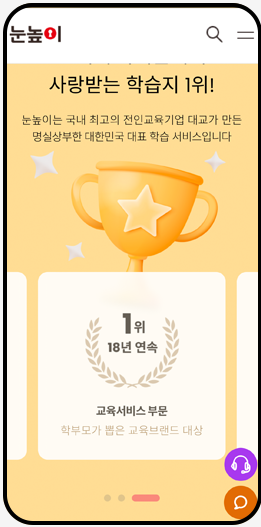 눈높이
사랑받는 학습지 1위!
눈높이는 국내 최고의 전인교육기업 대교가 만든
명실상부한 대한민국 대표 학습 서비스입니다
1위
18년 연속
교육서비스 부문
학부모가 뽑은 교육브랜드 대상